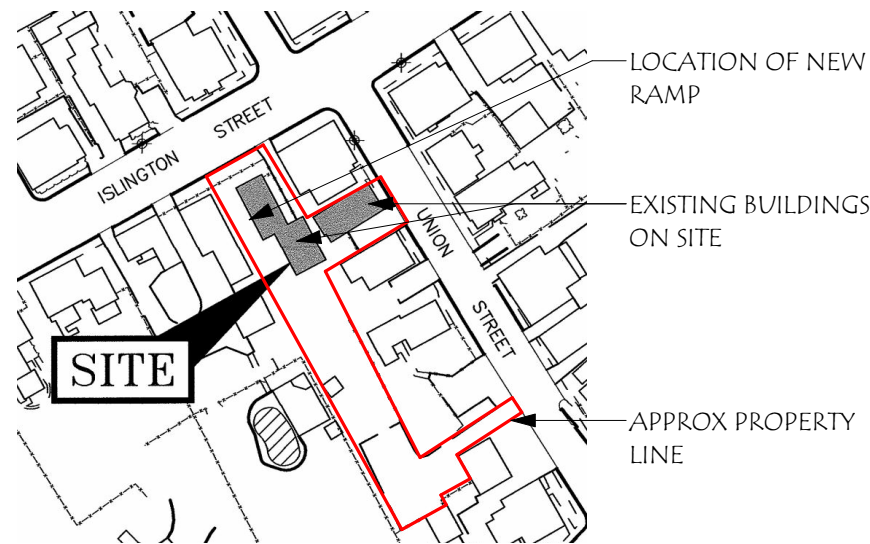 LOCATION OF NEW
RAMP
ISLINGTON STREET
EXISTING BUILDINGS
ON SITE
UNION STREET
SITE
APPROX PROPERTY
LINE